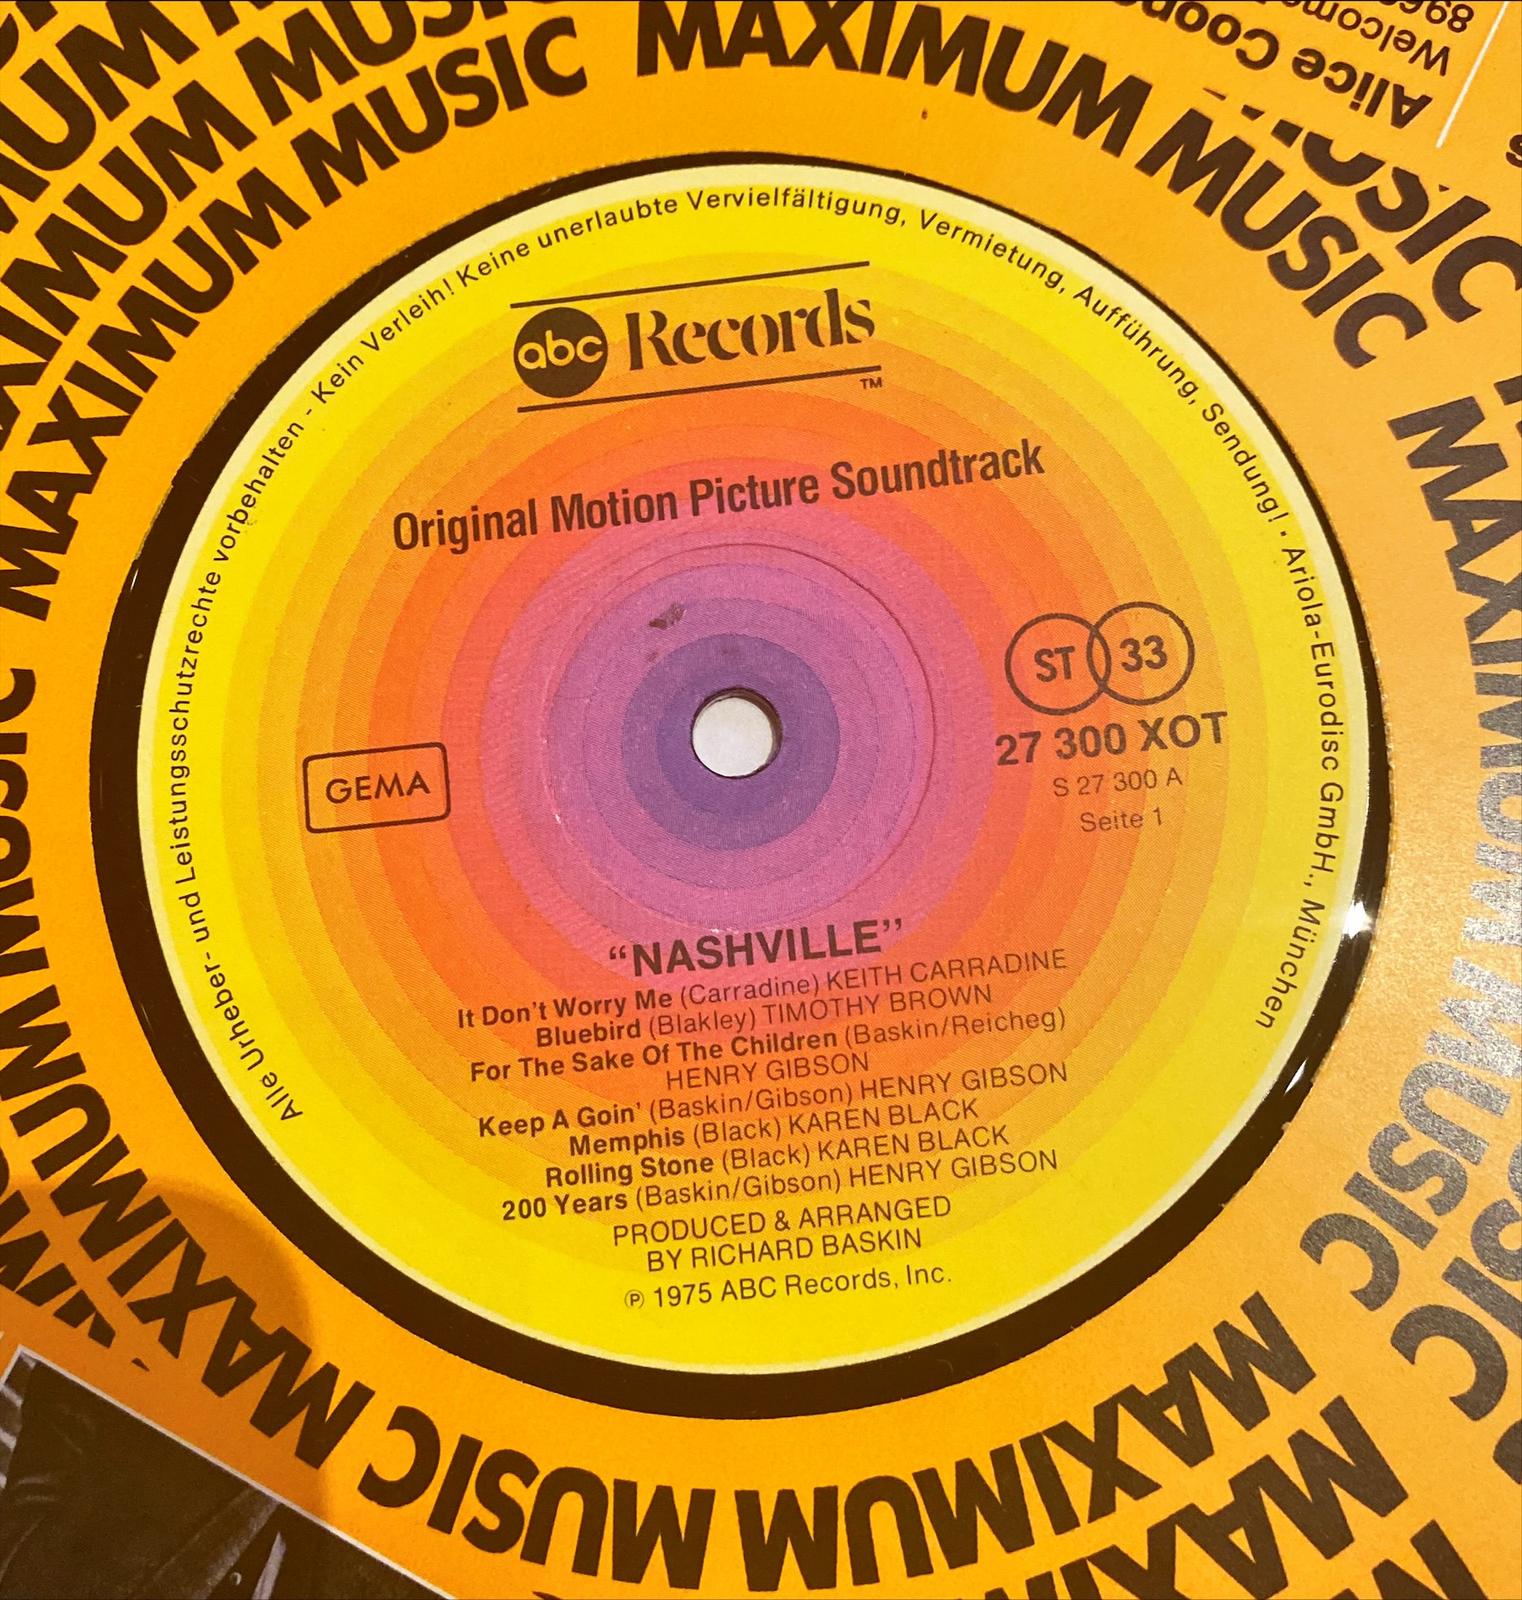 MAXIMUM MUSIC MAXIMUM MUSIC MAXIMUM MUSIC MAXIMUM MUSIC MAXIMUM MUSIC
Alice
Welcome
Alle Urheber- und Leistungsschutzrechte vorbehalten - Kein Verleih! Keine unerlaubte Vervielfältigung, Vermietung, Aufführung, Sendung! · Ariola-Eurodisc GmbH., München
abc Records
TM
Original Motion Picture Soundtrack
ST 33
27 300 XOT
S 27 300 A
Seite 1
GEMA
“NASHVILLE”
It Don't Worry Me (Carradine) KEITH CARRADINE
Bluebird (Blakley) TIMOTHY BROWN
For The Sake Of The Children (Baskin/Reicheg)
HENRY GIBSON
Keep A Goin' (Baskin/Gibson) HENRY GIBSON
Memphis (Black) KAREN BLACK
Rolling Stone (Black) KAREN BLACK
200 Years (Baskin/Gibson) HENRY GIBSON
PRODUCED & ARRANGED
BY RICHARD BASKIN
℗ 1975 ABC Records, Inc.